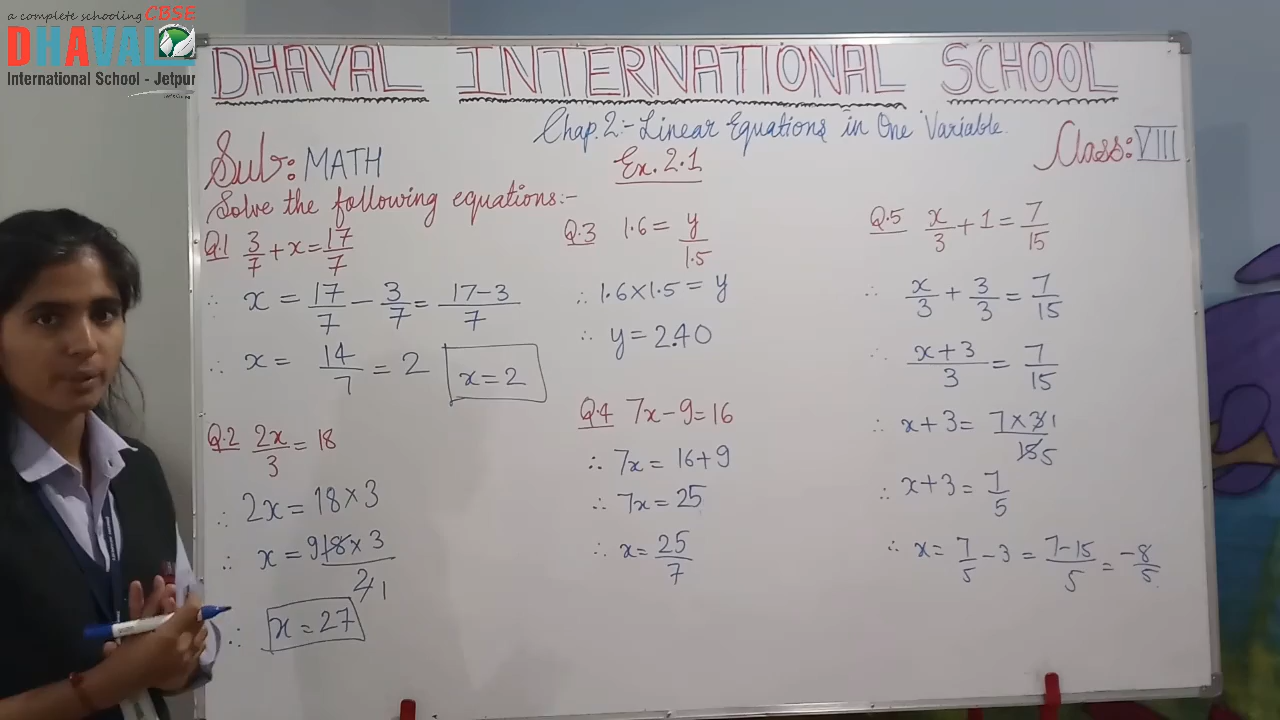 a complete schooling CBSE
DHAVAL
International School - Jetpur
DHAVAL INTERNATIONAL SCHOOL
Chap. 2:- Linear Equations in One Variable.
Sub: MATH
Ex. 2.1
Class: VIII
Solve the following equations:-
Q.1 3/7 + x = 17/7
∴ x = 17/7 - 3/7 = 17-3/7
∴ x = 14/7 = 2
x = 2
Q.2 2x/3 = 18
∴ 2x = 18 × 3
∴ x = 9 18 × 3 / 2 1
∴ x = 27
Q.3 1.6 = y/1.5
∴ 1.6 × 1.5 = y
∴ y = 2.40
Q.4 7x - 9 = 16
∴ 7x = 16 + 9
∴ 7x = 25
∴ x = 25/7
Q.5 x/3 + 1 = 7/15
∴ x/3 + 3/3 = 7/15
∴ x+3/3 = 7/15
∴ x + 3 = 7 × 3 1 / 15 5
∴ x + 3 = 7/5
∴ x = 7/5 - 3 = 7-15/5 = -8/5